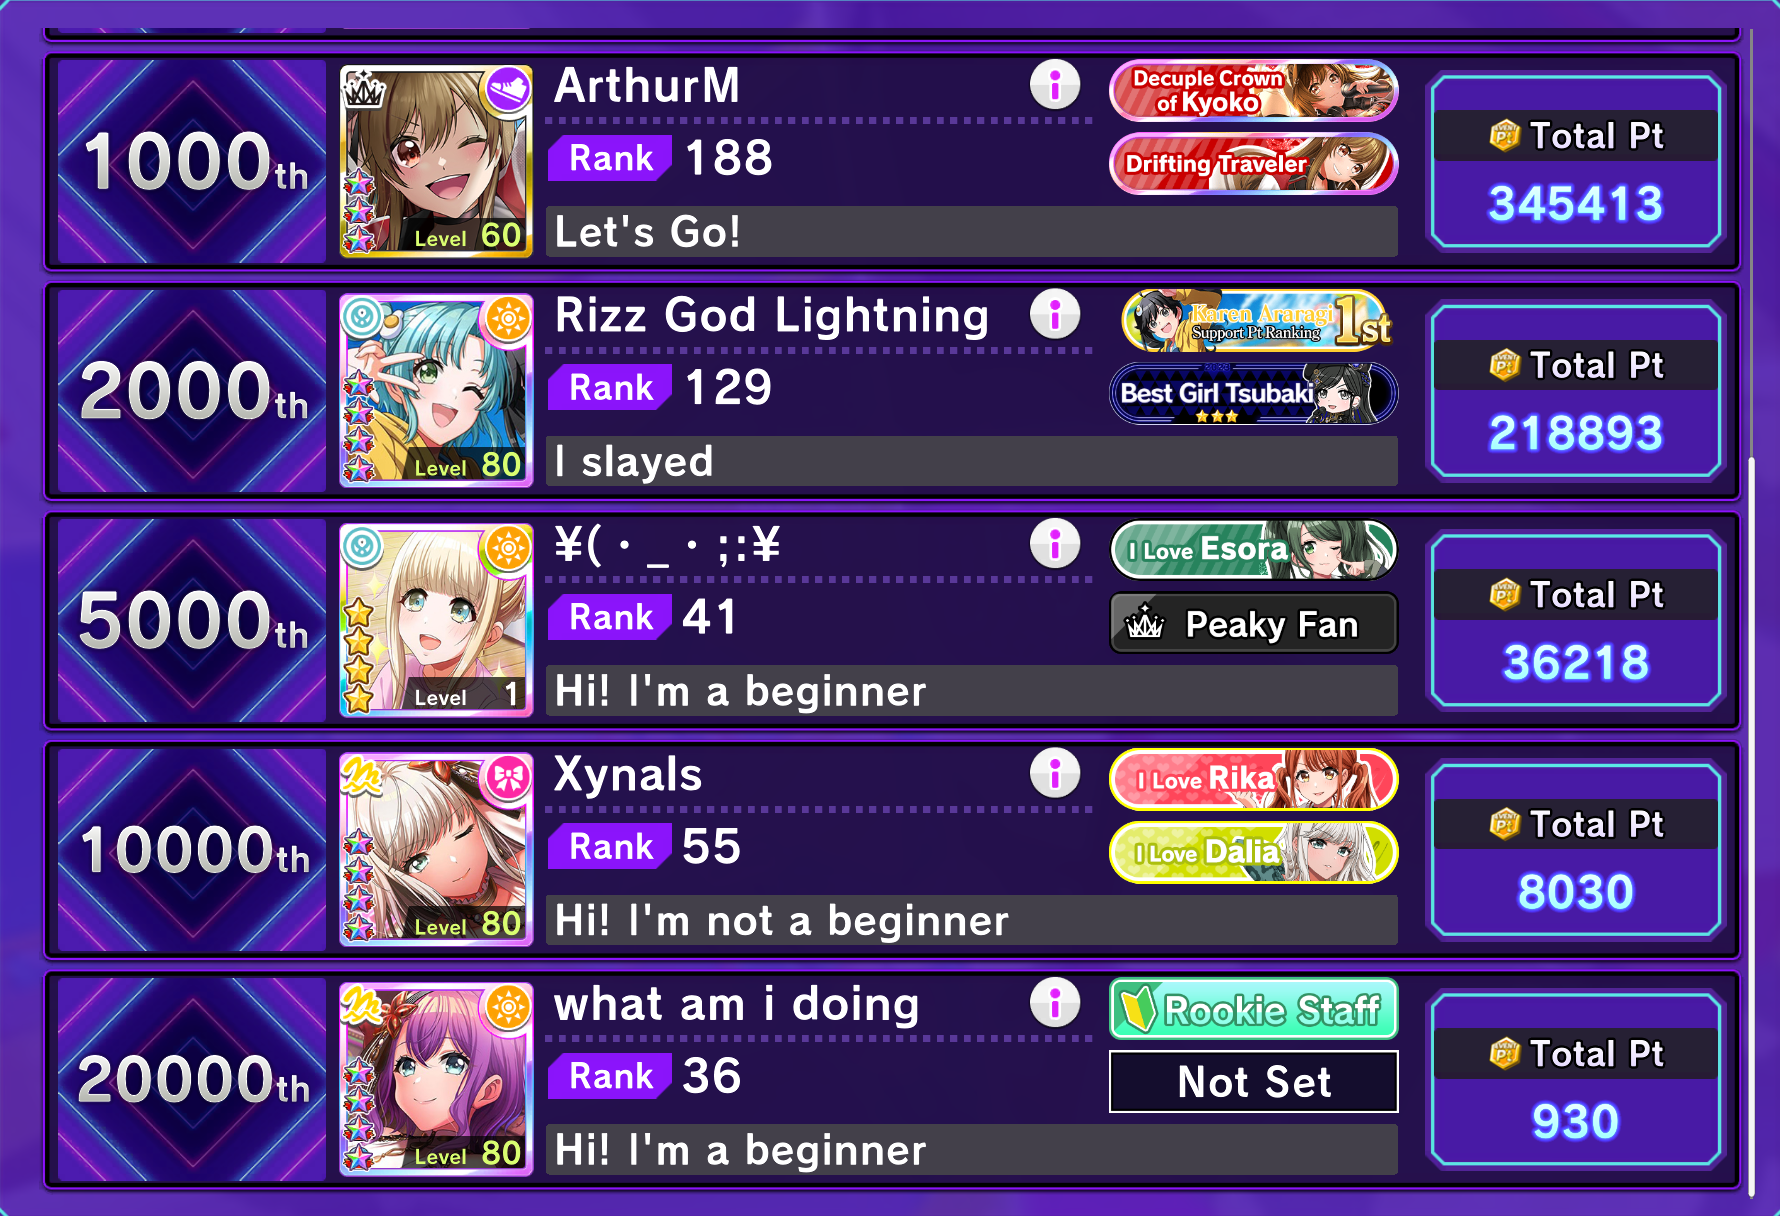 1000th
ArthurM
Rank 188
Let's Go!
Level 60
Decuple Crown
of Kyoko
Drifting Traveler
Total Pt
345413
2000th
Rizz God Lightning
Rank 129
I slayed
Level 80
Karen Araragi
Support Pt Ranking 1st
Best Girl Tsubaki
Total Pt
218893
5000th
¥(・_・;:¥
Rank 41
Hi! I'm a beginner
Level 1
I Love Esora
Peaky Fan
Total Pt
36218
10000th
Xynals
Rank 55
Hi! I'm not a beginner
Level 80
I Love Rika
I Love Dalia
Total Pt
8030
20000th
what am i doing
Rank 36
Hi! I'm a beginner
Level 80
Rookie Staff
Not Set
Total Pt
930